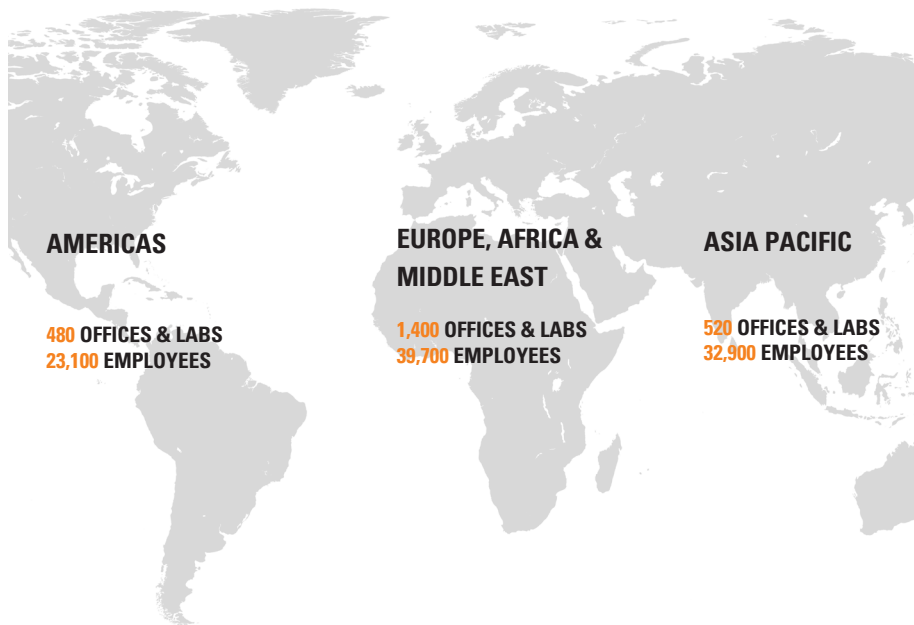 AMERICAS
480 OFFICES & LABS
23,100 EMPLOYEES
EUROPE, AFRICA &
MIDDLE EAST
1,400 OFFICES & LABS
39,700 EMPLOYEES
ASIA PACIFIC
520 OFFICES & LABS
32,900 EMPLOYEES